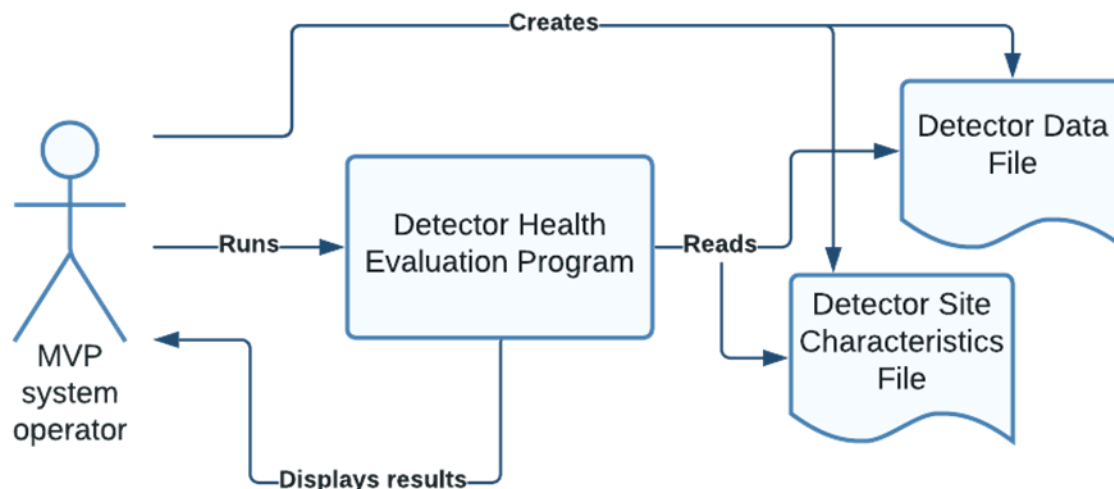 Creates
Detector Data
File
Detector Health
Evaluation Program
Runs
Reads
Detector Site
Characteristics
File
MVP
system
operator
Displays results